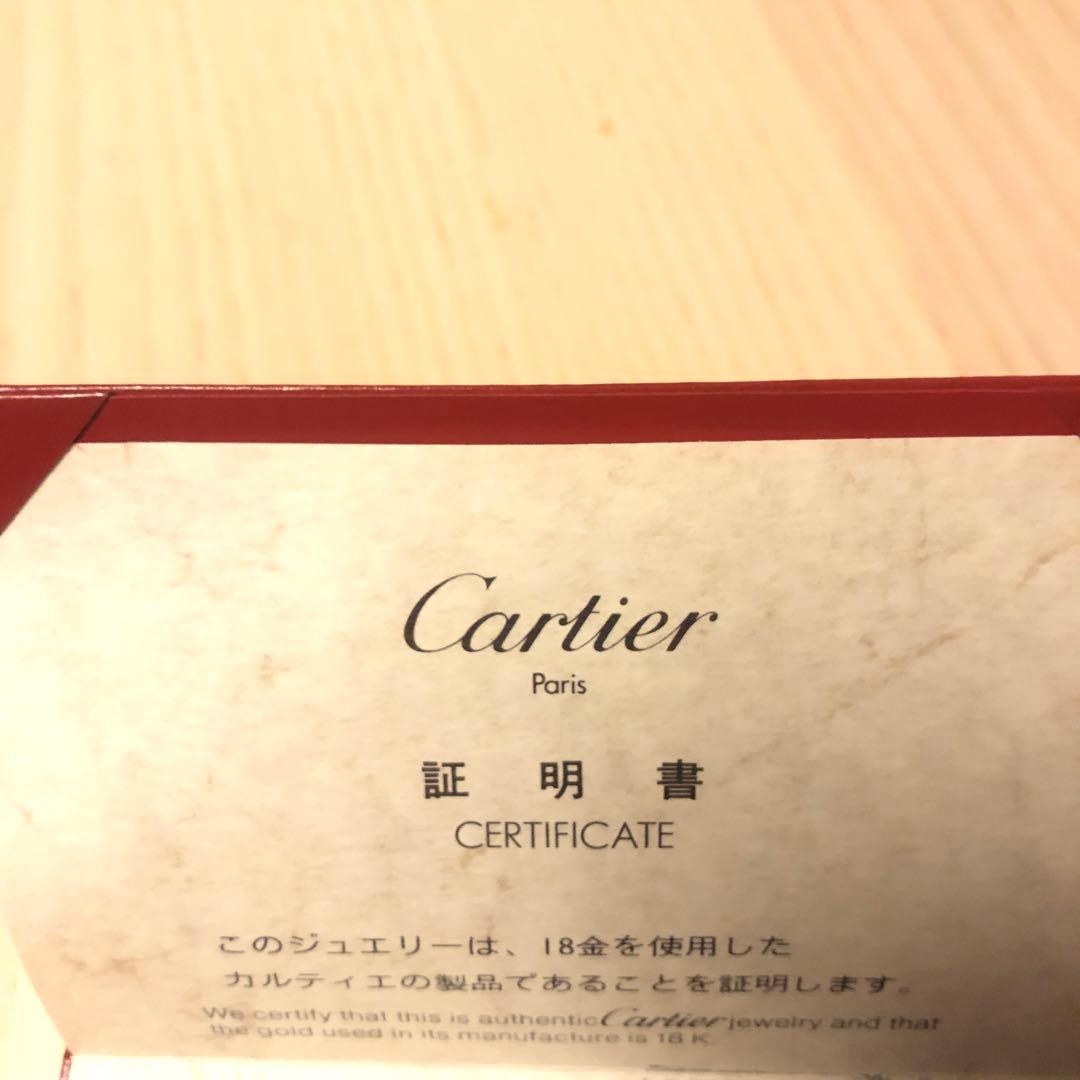 Cartier
Paris
証 明 書
CERTIFICATE
このジュエリーは、18金を使用した
カルティエの製品であることを証明します。
We certify that this is authentic Cartier jewelry and that
the gold used in its manufacture is 18 K